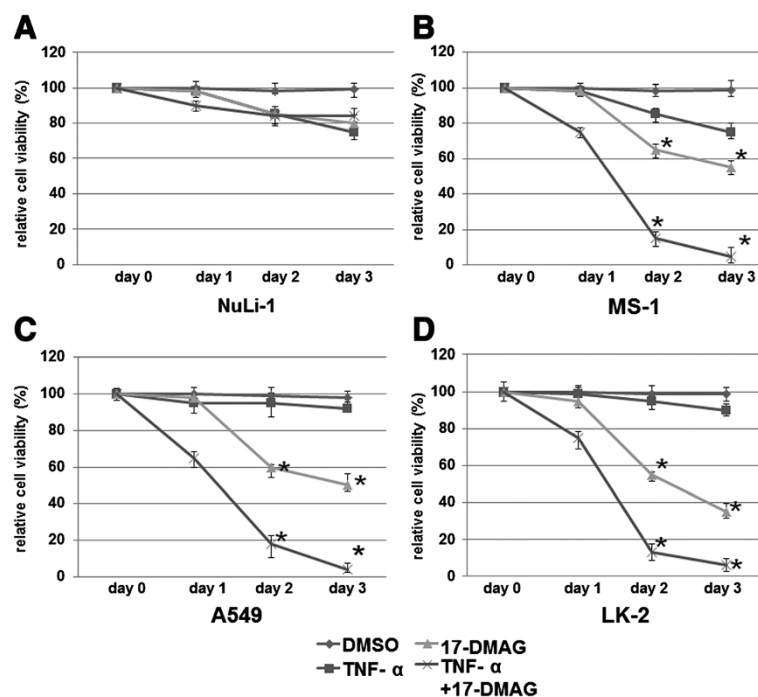 A
relative cell viability (%)
120
100
80
60
40
20
0
day 0 day 1 day 2 day 3
NuLi-1
B
relative cell viability (%)
120
100
80
60
40
20
0
day 0 day 1 day 2 day 3
MS-1
* *
* *
C
relative cell viability (%)
120
100
80
60
40
20
0
day 0 day 1 day 2 day 3
A549
* *
* *
D
relative cell viability (%)
120
100
80
60
40
20
0
day 0 day 1 day 2 day 3
LK-2
* *
* *
DMSO
TNF- α
17-DMAG
TNF- α
+17-DMAG